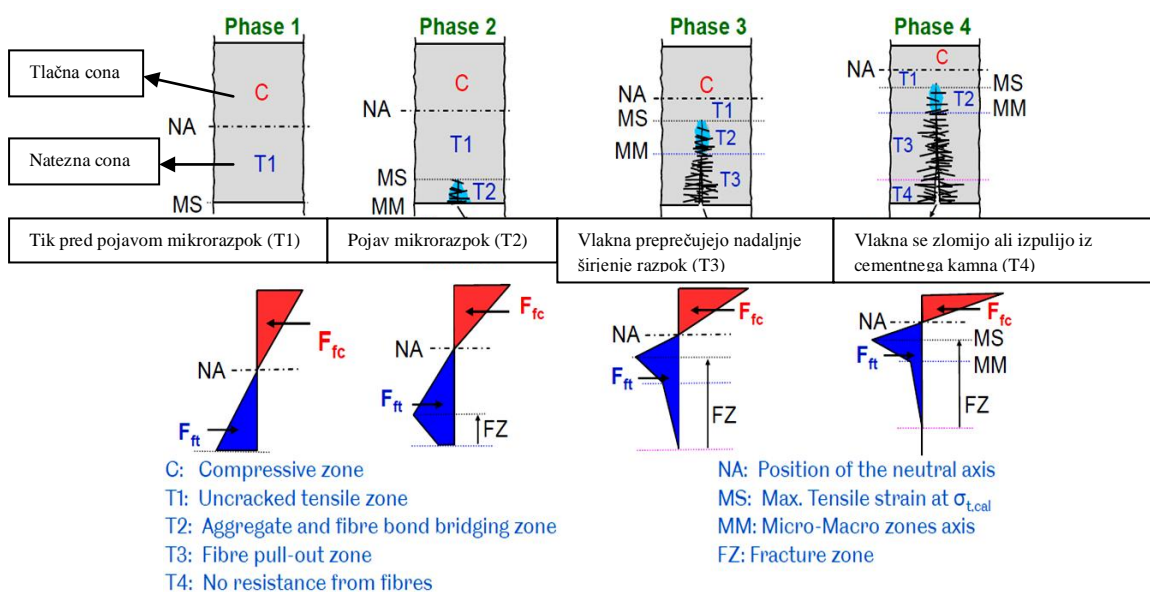 Phase 1
Phase 2
Phase 3
Phase 4
Tlačna cona
Natezna cona
C
NA
T1
MS
C
NA
T1
MS
T2
MM
C
NA
T1
MS
T2
MM
T3
C
NA
T1
MS
T2
MM
T3
T4
Tik pred pojavom mikrorazpok (T1)
Pojav mikrorazpok (T2)
Vlakna preprečujejo nadaljnje
širjenje razpok (T3)
Vlakna se zlomijo ali izpulijo iz
cementnega kamna (T4)
Ffc
NA
Fft
Ffc
NA
Fft
FZ
Ffc
NA
Fft
FZ
Ffc
NA
MS
Fft
MM
FZ
C: Compressive zone
T1: Uncracked tensile zone
T2: Aggregate and fibre bond bridging zone
T3: Fibre pull-out zone
T4: No resistance from fibres
NA: Position of the neutral axis
MS: Max. Tensile strain at σt.cal
MM: Micro-Macro zones axis
FZ: Fracture zone